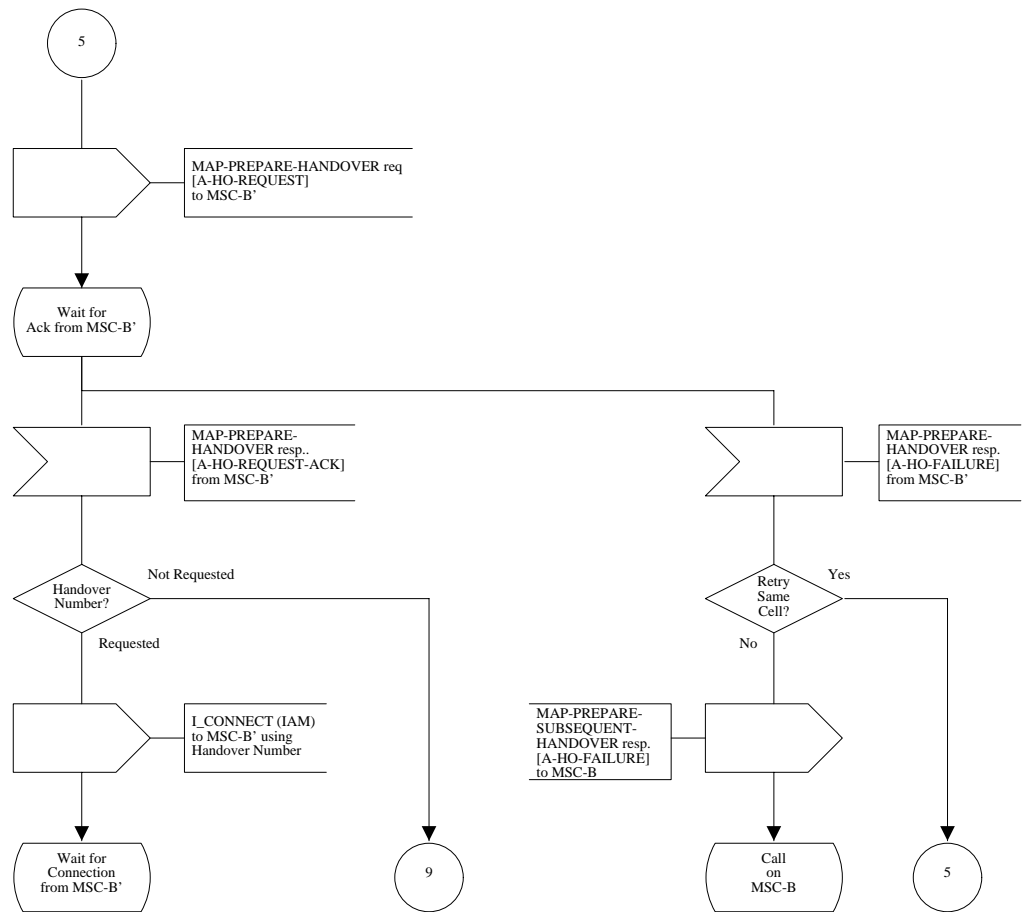 5
MAP-PREPARE-HANDOVER req
[A-HO-REQUEST]
to MSC-B’
Wait for
Ack from MSC-B’
MAP-PREPARE-
HANDOVER resp..
[A-HO-REQUEST-ACK]
from MSC-B’
MAP-PREPARE-
HANDOVER resp.
[A-HO-FAILURE]
from MSC-B’
Handover
Number?
Not Requested
Requested
Retry
Same
Cell?
Yes
No
I_CONNECT (IAM)
to MSC-B’ using
Handover Number
MAP-PREPARE-
SUBSEQUENT-
HANDOVER resp.
[A-HO-FAILURE]
to MSC-B
Wait for
Connection
from MSC-B’
9
Call
on
MSC-B
5